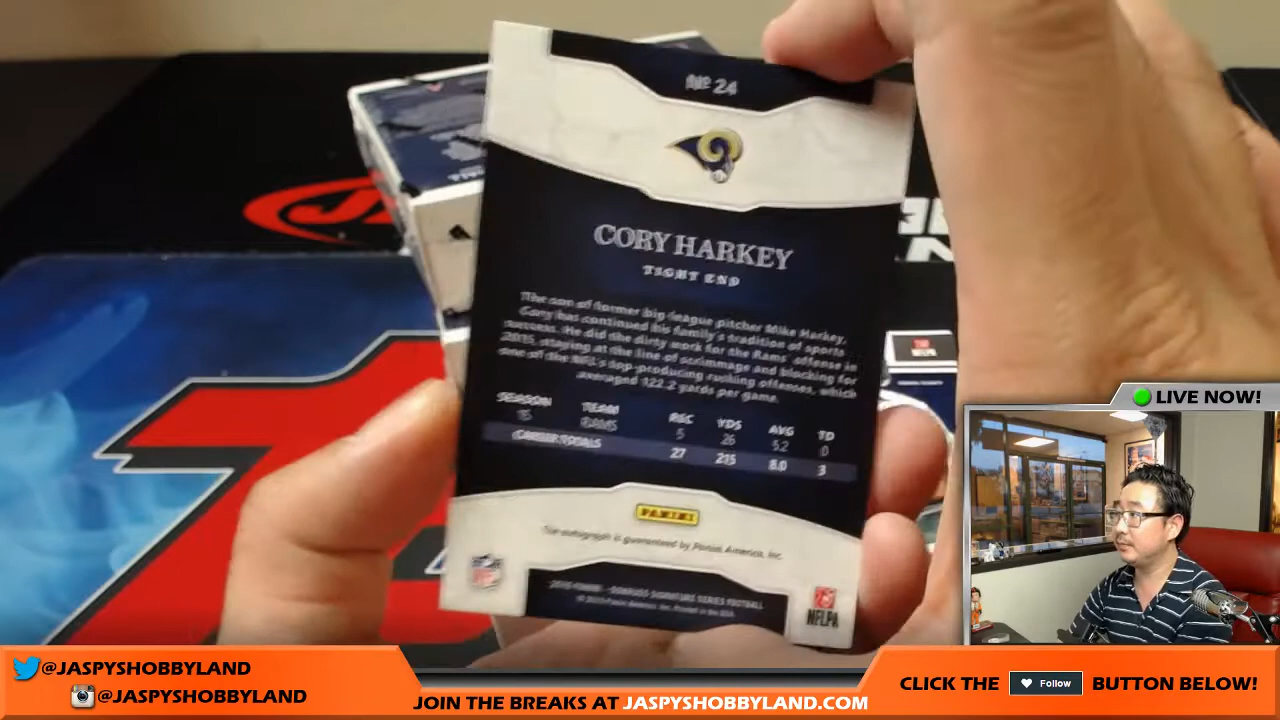 Nº 24
CORY HARKEY
TIGHT END
The son of former big-league pitcher Mike Harkey,
Cory has continued his family's tradition of sports
success. He did the dirty work for the Rams' offense in
2015, staying at the line of scrimmage and blocking for
one of the NFL's top-producing rushing offenses, which
averaged 122.2 yards per game.
SEASON TEAM REC YDS AVG TD
15 RAMS 5 26 5.2 0
CAREER TOTALS 27 215 8.0 3
PANINI
The autograph is guaranteed by Panini America, Inc.
NFL
NFLPA
LIVE NOW!
@JASPYSHOBBYLAND
@JASPYSHOBBYLAND
JOIN THE BREAKS AT JASPYSHOBBYLAND.COM
CLICK THE Follow BUTTON BELOW!